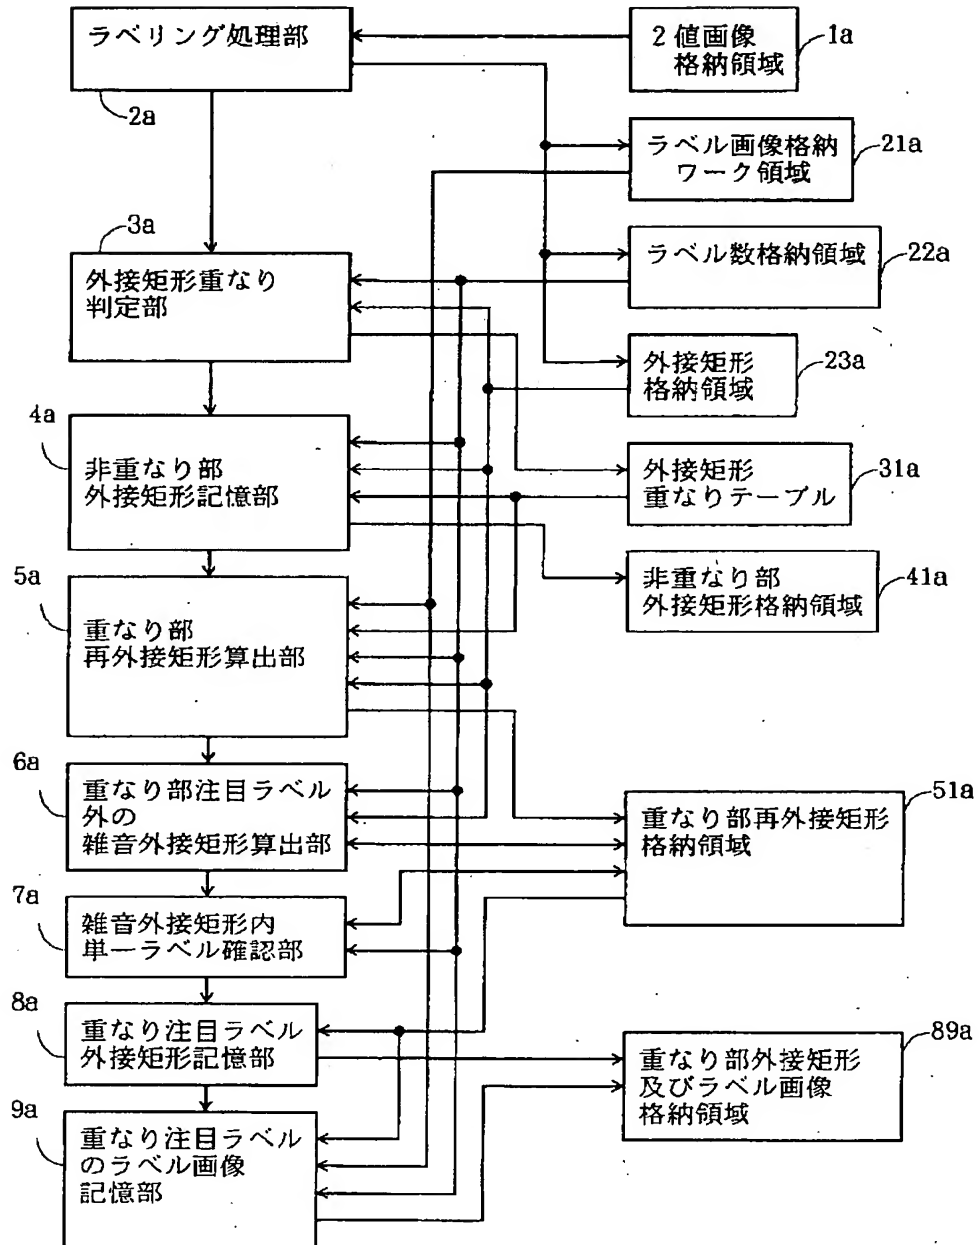 ラベリング処理部
2a
2値画像
格納領域
1a
ラベル画像格納
ワーク領域
21a
3a
外接矩形重なり
判定部
ラベル数格納領域
22a
外接矩形
格納領域
23a
4a
非重なり部
外接矩形記憶部
外接矩形
重なりテーブル
31a
非重なり部
外接矩形格納領域
41a
5a
重なり部
再外接矩形算出部
6a
重なり部注目ラベル
外の
雑音外接矩形算出部
重なり部再外接矩形
格納領域
51a
7a
雑音外接矩形内
単一ラベル確認部
8a
重なり注目ラベル
外接矩形記憶部
重なり部外接矩形
及びラベル画像
格納領域
89a
9a
重なり注目ラベル
のラベル画像
記憶部